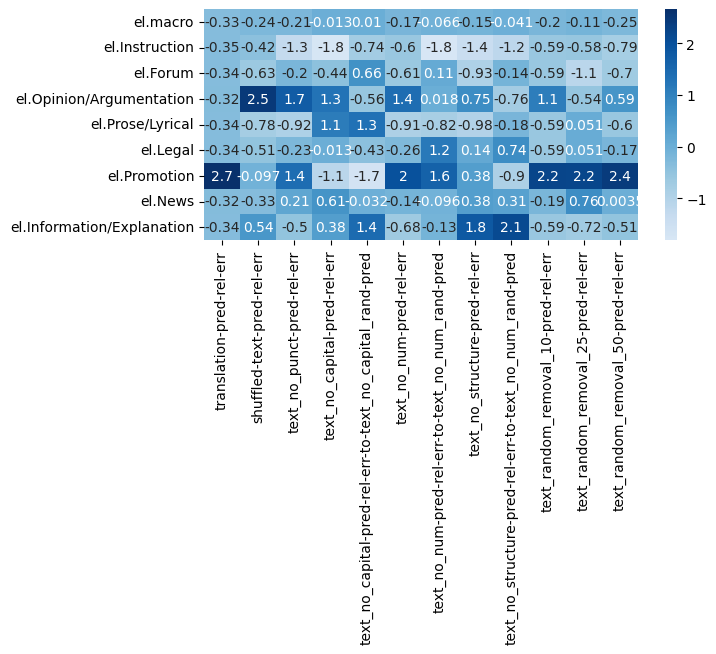 el.macro -0.33 -0.24 -0.21 -0.013 -0.01 -0.17 -0.066 -0.15 -0.041 -0.2 -0.11 -0.25
el.Instruction -0.35 -0.42 -1.3 -1.8 -0.74 -0.6 -1.8 -1.4 -1.2 -0.59 -0.58 -0.79
el.Forum -0.34 -0.63 -0.2 -0.44 0.66 -0.61 0.11 -0.93 -0.14 -0.59 -1.1 -0.7
el.Opinion/Argumentation -0.32 2.5 1.7 1.3 -0.56 1.4 0.018 0.75 -0.76 1.1 -0.54 0.59
el.Prose/Lyrical -0.34 -0.78 -0.92 1.1 1.3 -0.91 -0.82 -0.98 -0.18 -0.59 0.051 -0.6
el.Legal -0.34 -0.51 -0.23 -0.013 -0.43 -0.26 1.2 0.14 0.74 -0.59 0.051 -0.17
el.Promotion 2.7 -0.097 1.4 -1.1 -1.7 2 1.6 0.38 -0.9 2.2 2.2 2.4
el.News -0.32 -0.33 0.21 0.61 -0.032 -0.14 -0.096 0.38 0.31 -0.19 0.76 0.0035
el.Information/Explanation -0.34 0.54 -0.5 0.38 1.4 -0.68 -0.13 1.8 2.1 -0.59 -0.72 -0.51
translation-pred-rel-err
shuffled-text-pred-rel-err
text_no_punct-pred-rel-err
text_no_capital-pred-rel-err
text_no_capital-pred-rel-err-to-text_no_capital_rand-pred
text_no_num-pred-rel-err
text_no_num-pred-rel-err-to-text_no_num_rand-pred
text_no_structure-pred-rel-err
text_no_structure-pred-rel-err-to-text_no_num_rand-pred
text_random_removal_10-pred-rel-err
text_random_removal_25-pred-rel-err
text_random_removal_50-pred-rel-err
2
1
0
−1